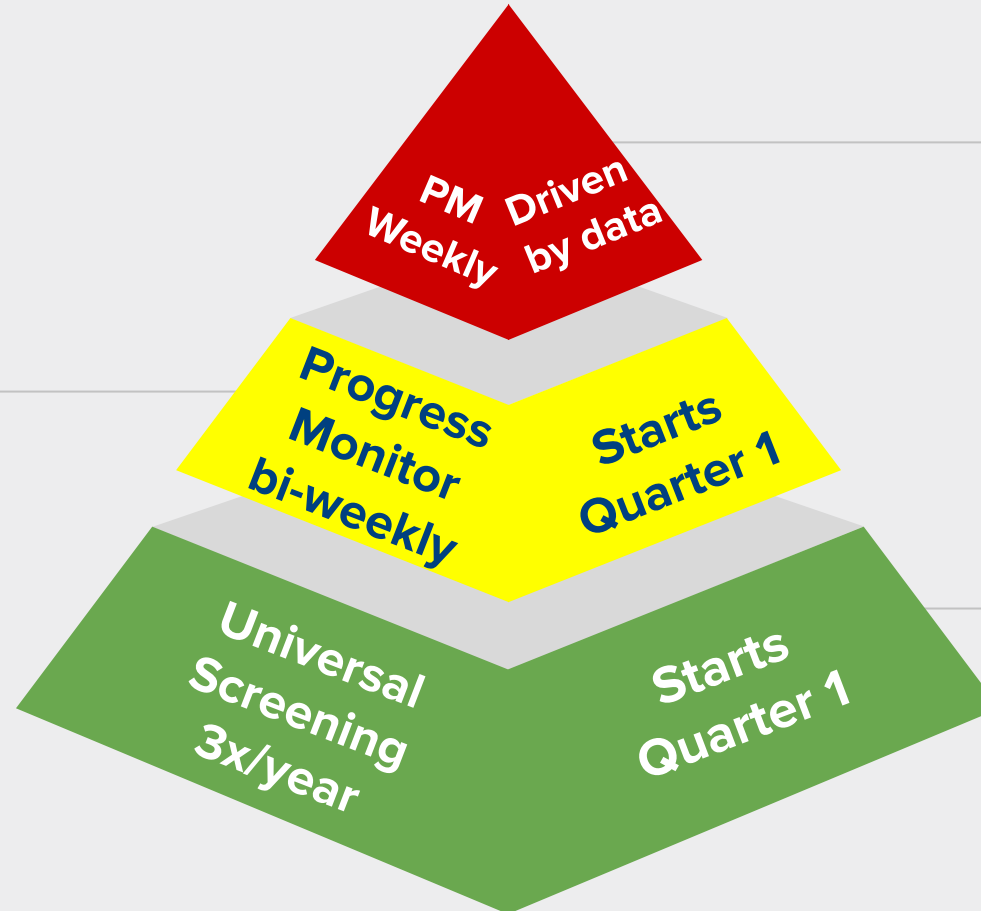 PM
Weekly
Driven
by data
Progress
Monitor
bi-weekly
Starts
Quarter 1
Universal
Screening
3x/year
Starts
Quarter 1